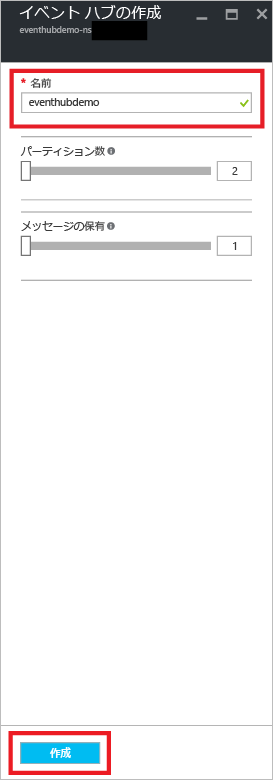 イベント ハブの作成
eventhubdemo-ns
* 名前
eventhubdemo
パーティション数
2
メッセージの保有
1
作成